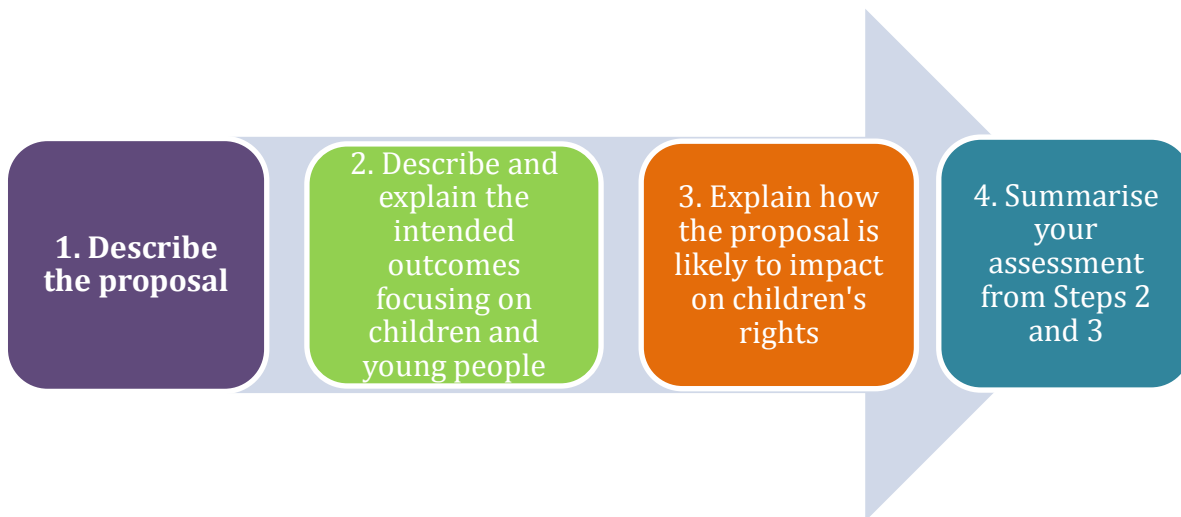 1. Describe
the proposal
2. Describe and
explain the
intended
outcomes
focusing on
children and
young people
3. Explain how
the proposal is
likely to impact
on children's
rights
4. Summarise
your
assessment
from Steps 2
and 3